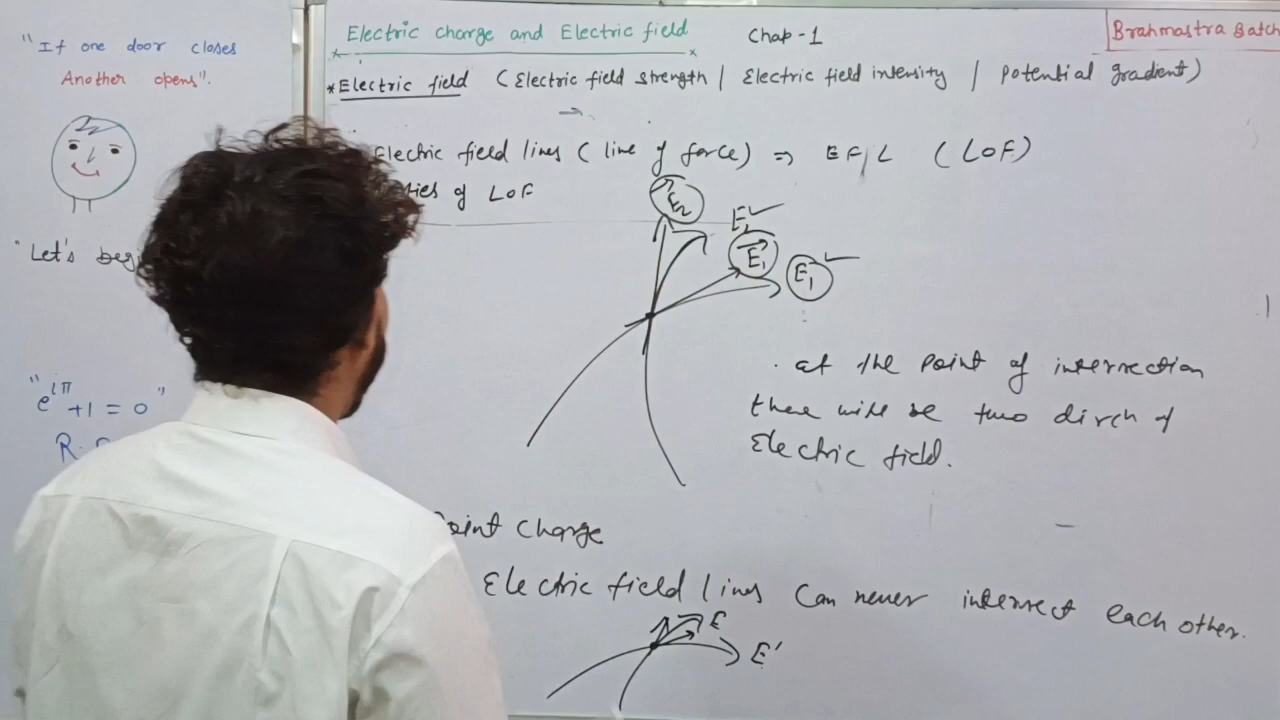 "If one door closes
Another opens".
Electric charge and Electric field Chap-1
Brahmastra Batch
*Electric field (Electric field strength | Electric field intensity | Potential gradient)
Electric field lines (line of force) ⇒ EFL (LOF)
ties of LOF
E₂
E₁
E₁
E₁
"Let's begi
at the point of intersection
there will be two dirch of
Electric field.
"e^iπ+1=0"
R.
Point Charge
Electric field lines Can never intersect each other.
E
E'